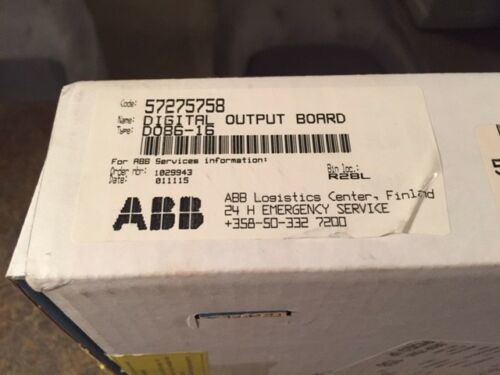 Code: 57275758
Name: DIGITAL OUTPUT BOARD
Type: DO86-16
For ABB Services information:
Order nbr: 1029943
Date: 011115
Bin loc.:
R2BL
ABB
ABB Logistics Center, Finland
24 H EMERGENCY SERVICE
+358-50-332 7200